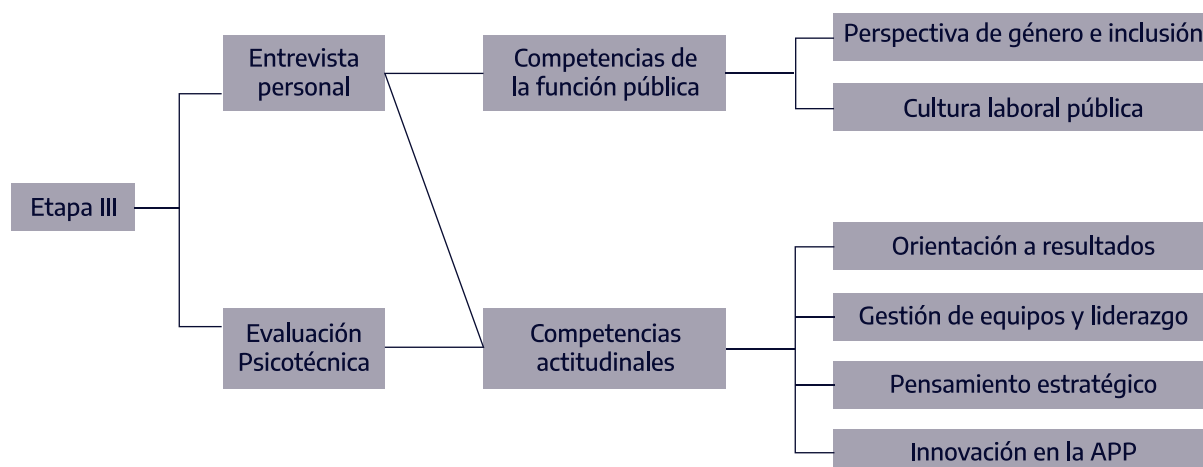 Etapa III
Entrevista
personal
Evaluación
Psicotécnica
Competencias de
la función pública
Competencias
actitudinales
Perspectiva de género e inclusión
Cultura laboral pública
Orientación a resultados
Gestión de equipos y liderazgo
Pensamiento estratégico
Innovación en la APP